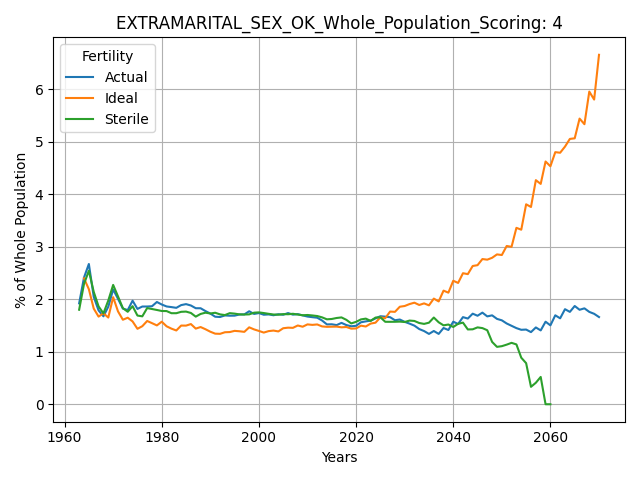 EXTRAMARITAL_SEX_OK_Whole_Population_Scoring: 4
Fertility
Actual
Ideal
Sterile
% of Whole Population
6
5
4
3
2
1
0
1960 1980 2000 2020 2040 2060
Years